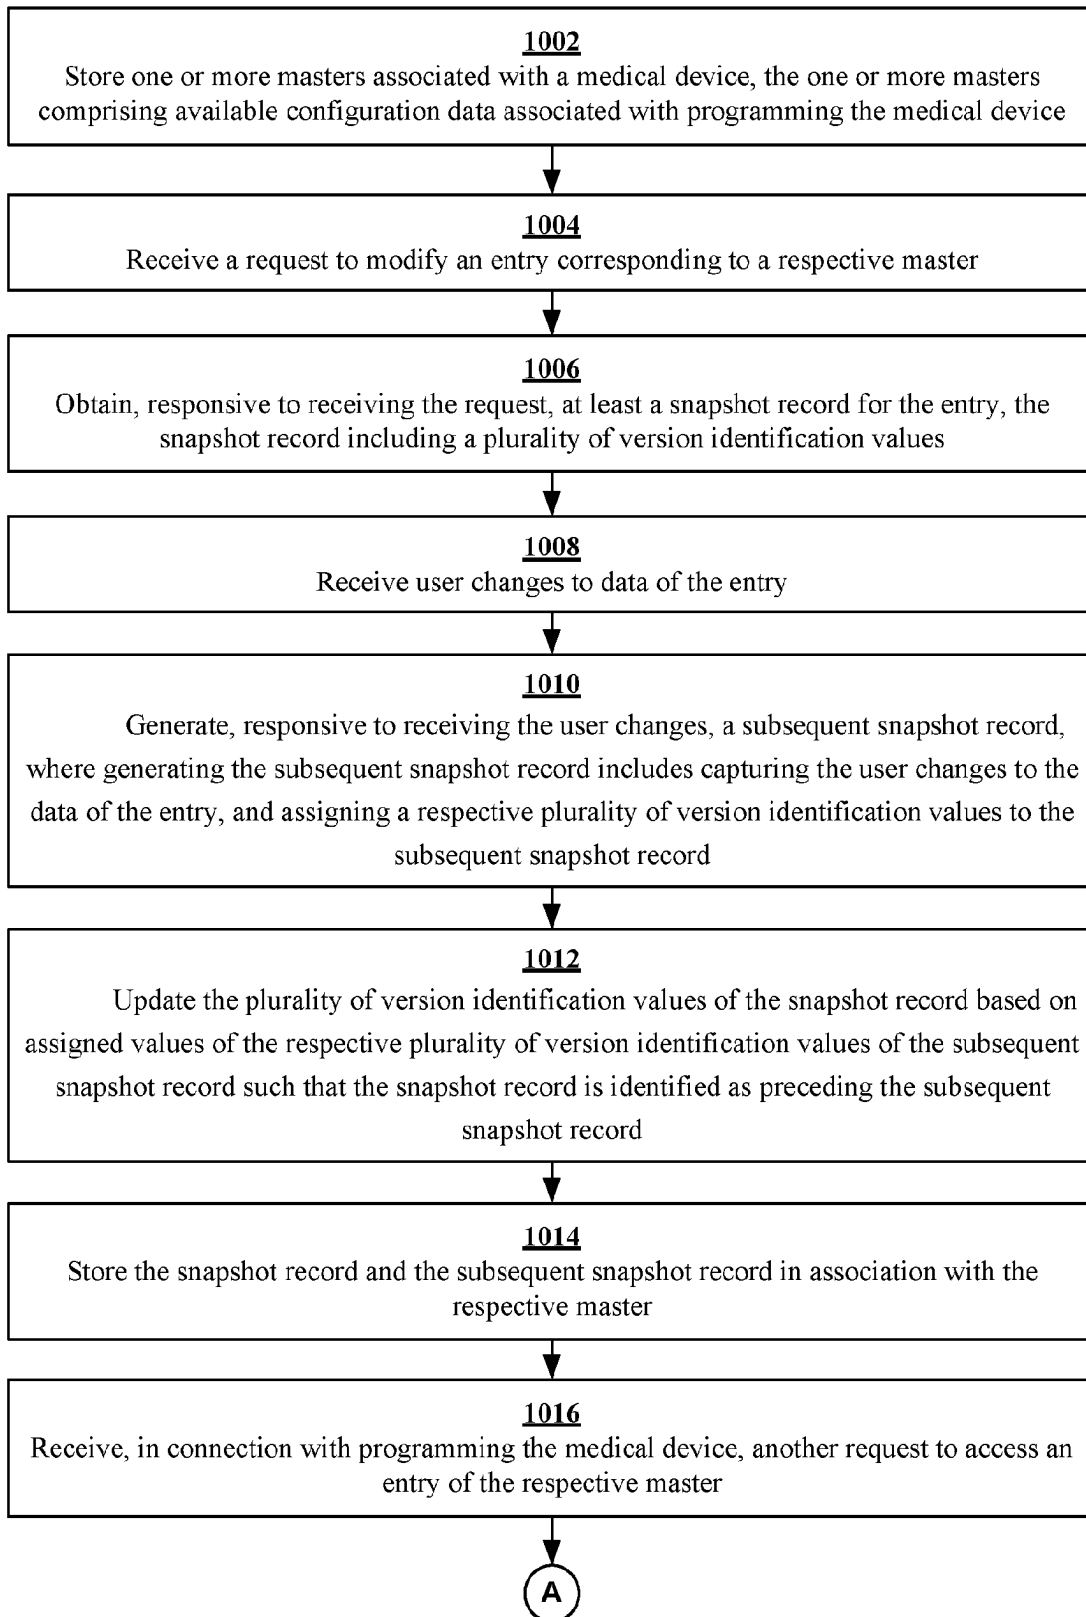 1002
Store one or more masters associated with a medical device, the one or more masters
comprising available configuration data associated with programming the medical device
1004
Receive a request to modify an entry corresponding to a respective master
1006
Obtain, responsive to receiving the request, at least a snapshot record for the entry, the
snapshot record including a plurality of version identification values
1008
Receive user changes to data of the entry
1010
Generate, responsive to receiving the user changes, a subsequent snapshot record,
where generating the subsequent snapshot record includes capturing the user changes to the
data of the entry, and assigning a respective plurality of version identification values to the
subsequent snapshot record
1012
Update the plurality of version identification values of the snapshot record based on
assigned values of the respective plurality of version identification values of the subsequent
snapshot record such that the snapshot record is identified as preceding the subsequent
snapshot record
1014
Store the snapshot record and the subsequent snapshot record in association with the
respective master
1016
Receive, in connection with programming the medical device, another request to access an
entry of the respective master
A